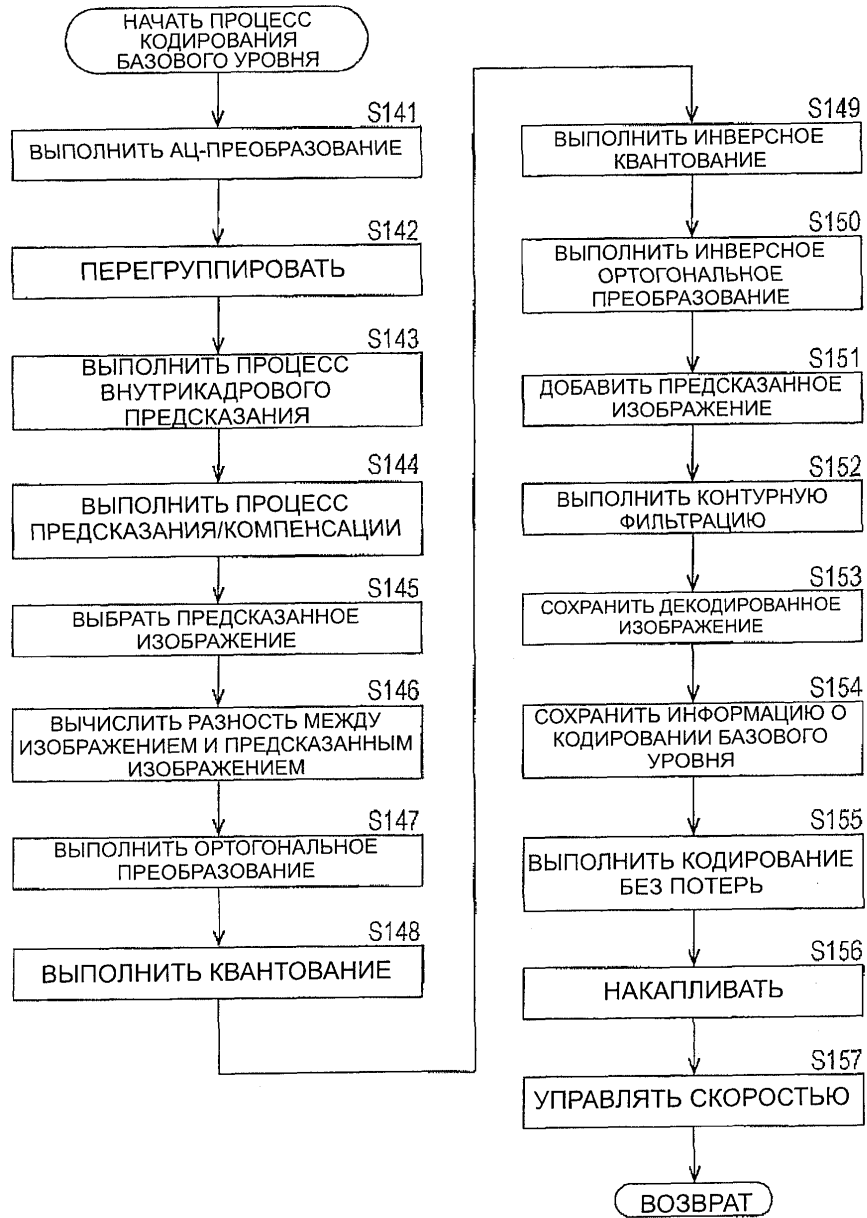 НАЧАТЬ ПРОЦЕСС
КОДИРОВАНИЯ
БАЗОВОГО УРОВНЯ
S141
ВЫПОЛНИТЬ АЦ-ПРЕОБРАЗОВАНИЕ
S142
ПЕРЕГРУППИРОВАТЬ
S143
ВЫПОЛНИТЬ ПРОЦЕСС
ВНУТРИКАДРОВОГО
ПРЕДСКАЗАНИЯ
S144
ВЫПОЛНИТЬ ПРОЦЕСС
ПРЕДСКАЗАНИЯ/КОМПЕНСАЦИИ
S145
ВЫБРАТЬ ПРЕДСКАЗАННОЕ
ИЗОБРАЖЕНИЕ
S146
ВЫЧИСЛИТЬ РАЗНОСТЬ МЕЖДУ
ИЗОБРАЖЕНИЕМ И ПРЕДСКАЗАННЫМ
ИЗОБРАЖЕНИЕМ
S147
ВЫПОЛНИТЬ ОРТОГОНАЛЬНОЕ
ПРЕОБРАЗОВАНИЕ
S148
ВЫПОЛНИТЬ КВАНТОВАНИЕ
S149
ВЫПОЛНИТЬ ИНВЕРСНОЕ
КВАНТОВАНИЕ
S150
ВЫПОЛНИТЬ ИНВЕРСНОЕ
ОРТОГОНАЛЬНОЕ
ПРЕОБРАЗОВАНИЕ
S151
ДОБАВИТЬ ПРЕДСКАЗАННОЕ
ИЗОБРАЖЕНИЕ
S152
ВЫПОЛНИТЬ КОНТУРНУЮ
ФИЛЬТРАЦИЮ
S153
СОХРАНИТЬ ДЕКОДИРОВАННОЕ
ИЗОБРАЖЕНИЕ
S154
СОХРАНИТЬ ИНФОРМАЦИЮ О
КОДИРОВАНИИ БАЗОВОГО
УРОВНЯ
S155
ВЫПОЛНИТЬ КОДИРОВАНИЕ
БЕЗ ПОТЕРЬ
S156
НАКАПЛИВАТЬ
S157
УПРАВЛЯТЬ СКОРОСТЬЮ
ВОЗВРАТ